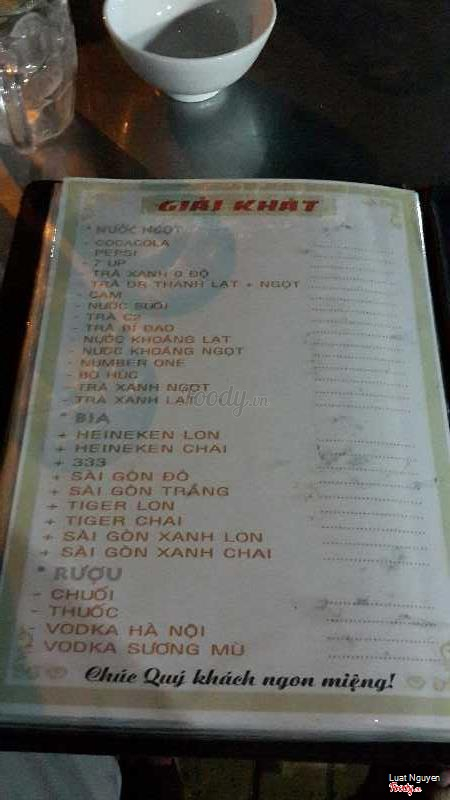 GIẢI KHÁT
* NƯỚC NGỌT
- COCACOLA
- PEPSI
- 7 UP
- TRÀ XANH 0 ĐỘ
- TRÀ DR THANH LẠT + NGỌT
- CAM
- NƯỚC SUỐI
- TRÀ C2
- TRÀ BÍ ĐAO
- NƯỚC KHOÁNG LẠT
- NƯỚC KHOÁNG NGỌT
- NUMBER ONE
- BÒ HÚC
- TRÀ XANH NGỌT
- TRÀ XANH LẠT
foody.vn
* BIA
+ HEINEKEN LON
+ HEINEKEN CHAI
+ 333
+ SÀI GÒN ĐỎ
+ SÀI GÒN TRẮNG
+ TIGER LON
+ TIGER CHAI
+ SÀI GÒN XANH LON
+ SÀI GÒN XANH CHAI
* RƯỢU
- CHUỐI
- THUỐC
- VODKA HÀ NỘI
- VODKA SƯƠNG MÙ
Chúc Quý khách ngon miệng!
Luat Nguyen
Foody.vn